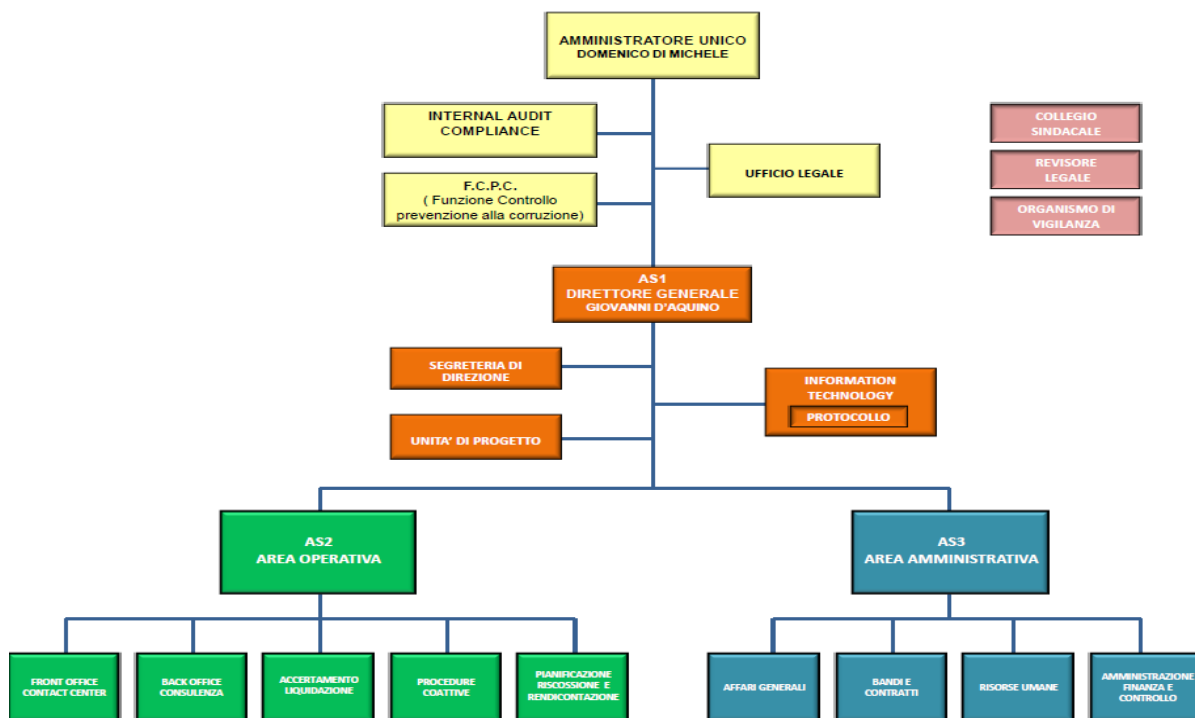 AMMINISTRATORE UNICO
DOMENICO DI MICHELE
INTERNAL AUDIT
COMPLIANCE
COLLEGIO
SINDACALE
REVISORE
LEGALE
UFFICIO LEGALE
F.C.P.C.
( Funzione Controllo
prevenzione alla corruzione)
ORGANISMO DI
VIGILANZA
AS1
DIRETTORE GENERALE
GIOVANNI D'AQUINO
SEGRETERIA DI
DIREZIONE
INFORMATION
TECHNOLOGY
PROTOCOLLO
UNITA' DI PROGETTO
AS2
AREA OPERATIVA
AS3
AREA AMMINISTRATIVA
FRONT OFFICE
CONTACT CENTER
BACK OFFICE
CONSULENZA
ACCERTAMENTO
LIQUIDAZIONE
PROCEDURE
COATTIVE
PIANIFICAZIONE
RISCOSSIONE E
RENDICONTAZIONE
AFFARI GENERALI
BANDI E
CONTRATTI
RISORSE UMANE
AMMINISTRAZIONE
FINANZA E
CONTROLLO